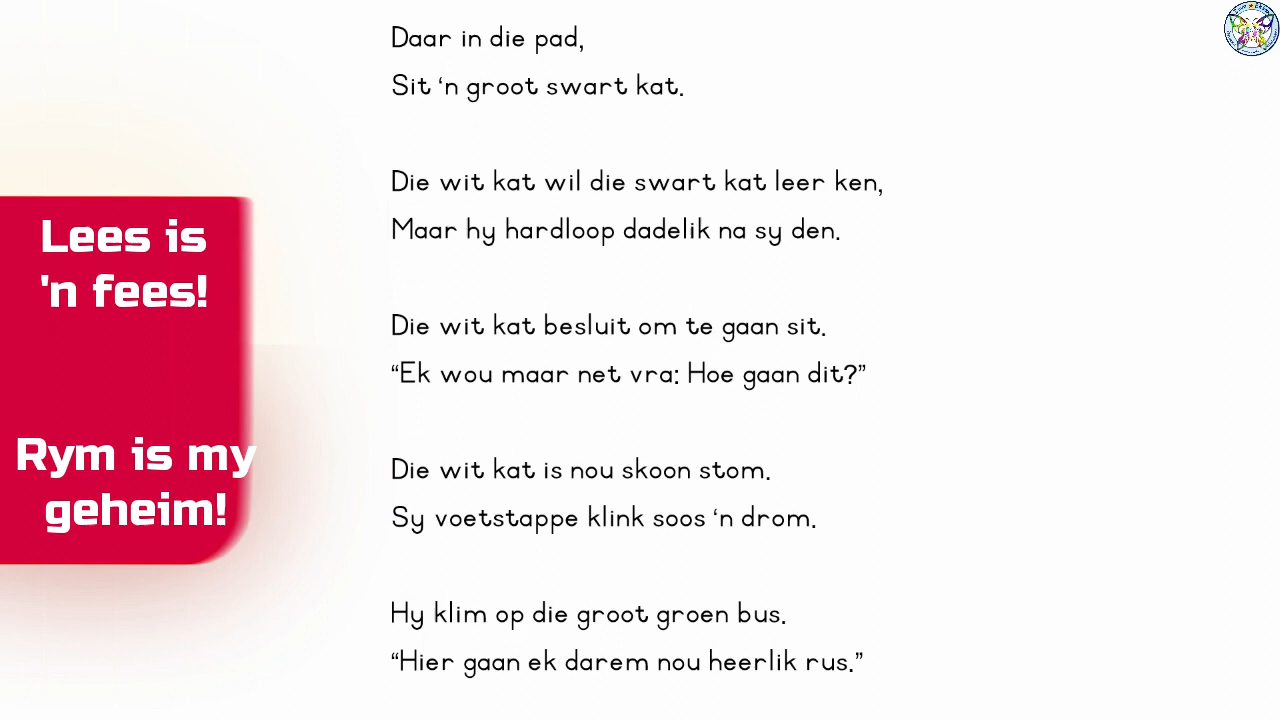 Lees is
'n fees!
Rym is my
geheim!
Daar in die pad,
Sit ‘n groot swart kat.
Die wit kat wil die swart kat leer ken,
Maar hy hardloop dadelik na sy den.
Die wit kat besluit om te gaan sit.
“Ek wou maar net vra: Hoe gaan dit?”
Die wit kat is nou skoon stom.
Sy voetstappe klink soos ‘n drom.
Hy klim op die groot groen bus.
“Hier gaan ek darem nou heerlik rus.”